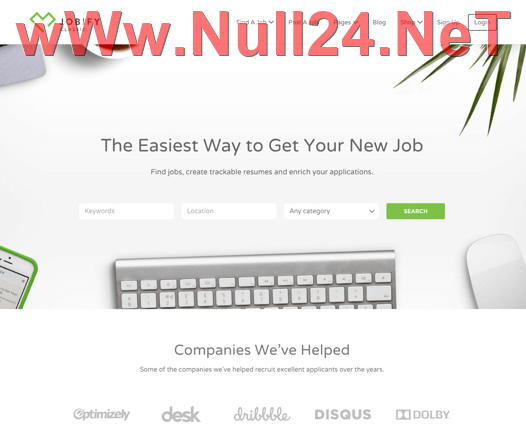 wWw.Null24.NeT
JOBIFY
CLASSIC
Find A Job
Post A Job
Pages
Blog
Shop
Sign Up
Login
The Easiest Way to Get Your New Job
Find jobs, create trackable resumes and enrich your applications.
Keywords
Location
Any category
SEARCH
Companies We've Helped
Some of the companies we've helped recruit excellent applicants over the years.
Optimizely
desk
dribbble
DISQUS
DOLBY